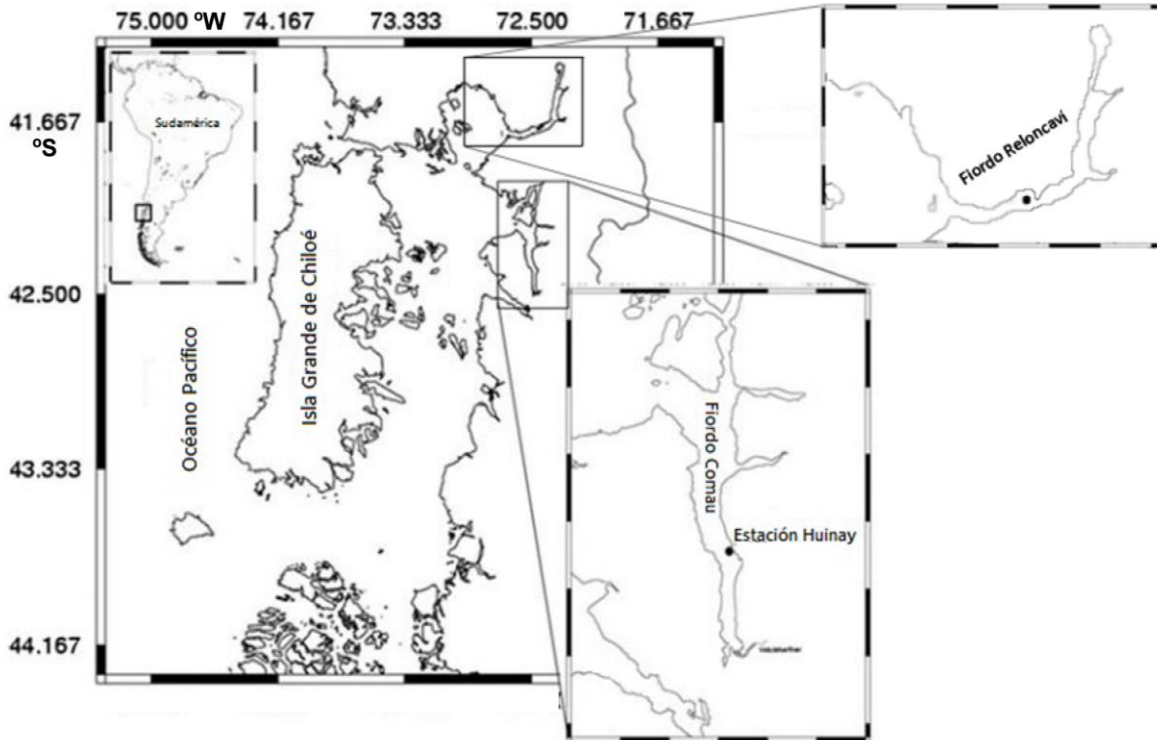 75.000 ºW 74.167 73.333 72.500 71.667
41.667
ºS
42.500
43.333
44.167
Sudamérica
Océano Pacífico
Isla Grande de Chiloé
Fiordo Reloncaví
Fiordo Comau
Estación Huinay